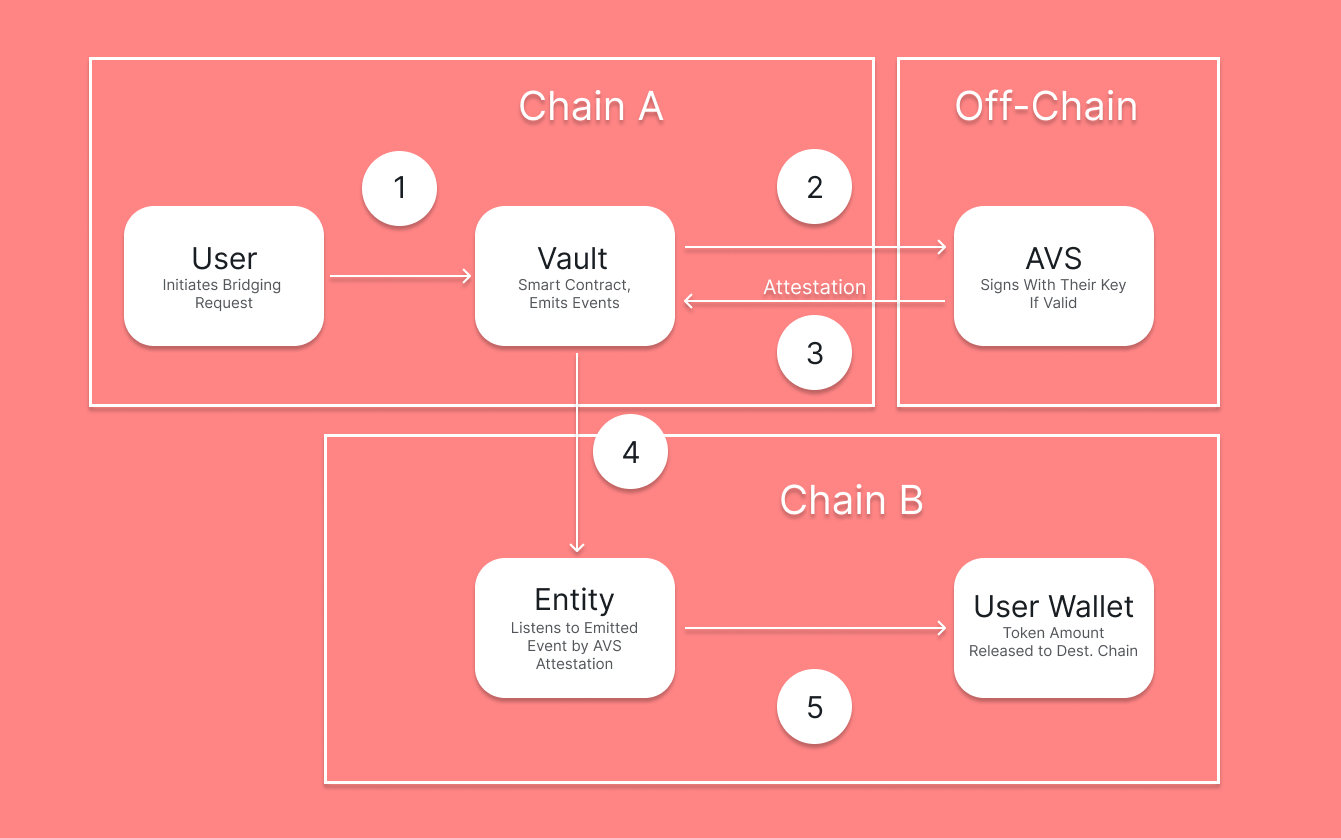 Chain A
Off-Chain
1
2
User
Initiates Bridging
Request
Vault
Smart Contract,
Emits Events
AVS
Signs With Their Key
If Valid
Attestation
3
4
Chain B
Entity
Listens to Emitted
Event by AVS
Attestation
User Wallet
Token Amount
Released to Dest. Chain
5